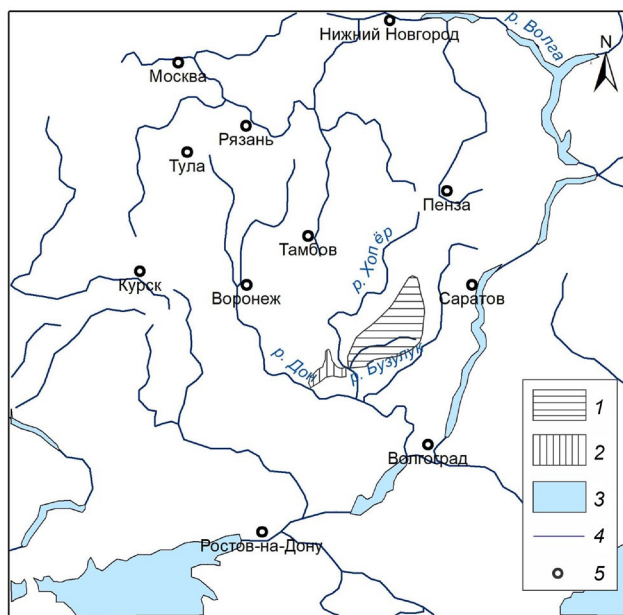 Нижний Новгород
р. Волга
N
Москва
Рязань
Тула
Пенза
Тамбов
р. Хопёр
Курск
Воронеж
Саратов
р. Дон
р. Бузулук
1
2
Волгоград
3
4
Ростов-на-Дону
5